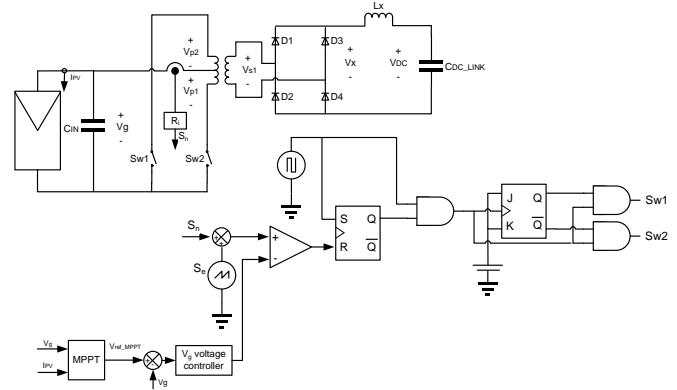 Lx
D1
D3
+
Vp2
-
+
Vp1
-
+
Vs1
-
+
Vx
-
+
VDC
-
CDC_LINK
IPV
CIN
+
Vg
-
D2
D4
Ri
Sn
Sw1
Sw2
S
Q
R
Q
J
Q
K
Q
Sw1
Sw2
Sn
+
+
+
-
Se
Vg
IPV
MPPT
Vref_MPPT
+
-
Vg
Vg voltage
controller